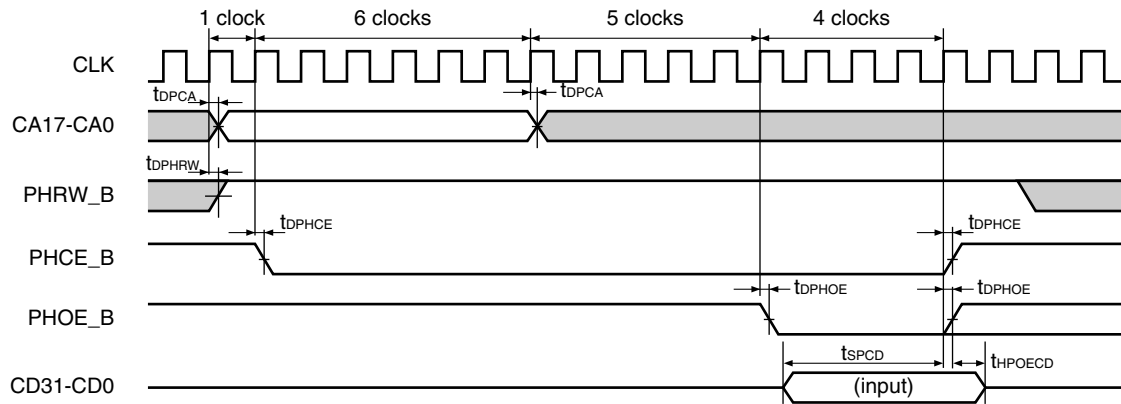 1 clock 6 clocks 5 clocks 4 clocks
CLK
tDPCA tDPCA
CA17-CA0
tDPHRW
PHRW_B
tDPHCE tDPHCE
PHCE_B
tDPHOE tDPHOE
PHOE_B
tSPCD tHPOECD
CD31-CD0 (input)